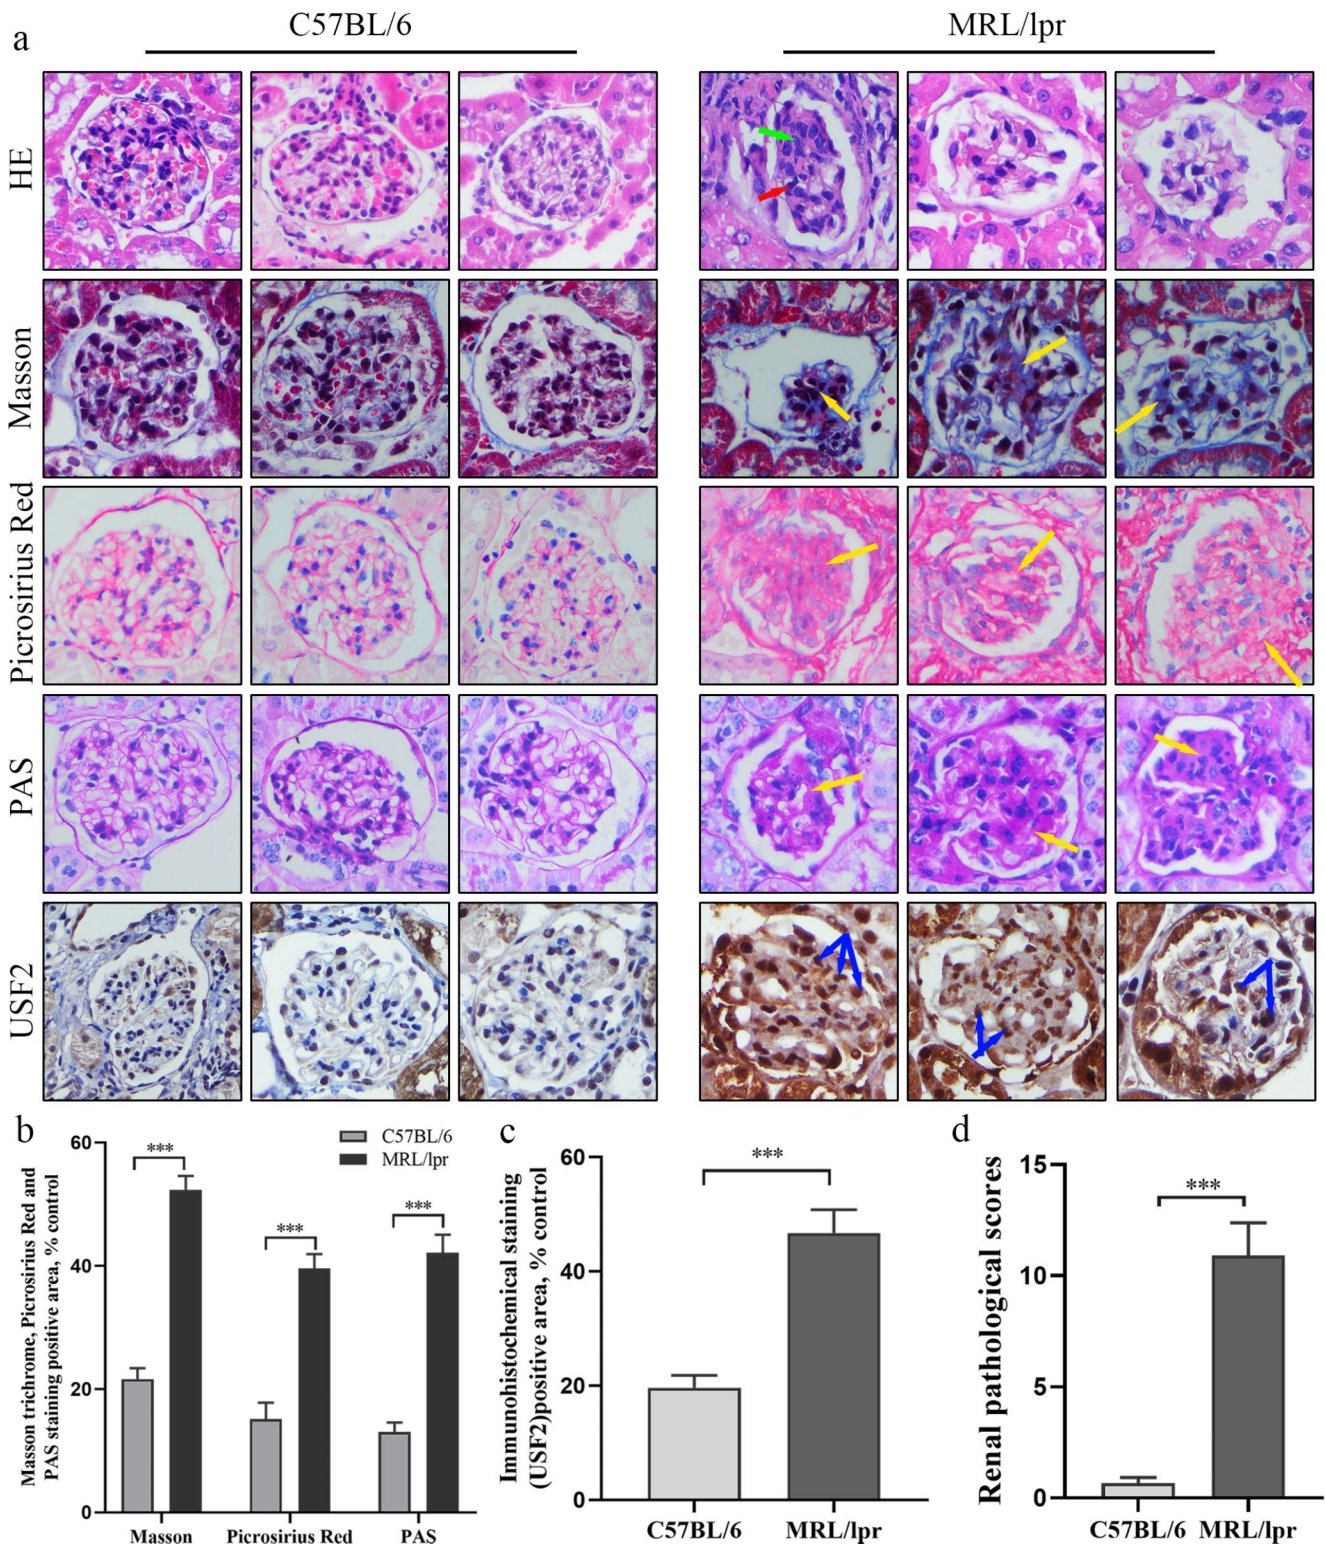 a
C57BL/6
MRL/lpr
HE
Masson
Picrosirius Red
PAS
USF2
b
Masson trichrome, Picrosirius Red and
PAS staining positive area, % control
60
40
20
0
***
***
***
C57BL/6
MRL/lpr
Masson
Picrosirius Red
PAS
c
Immunohistochemical staining
(USF2)positive area, % control
60
40
20
0
***
C57BL/6
MRL/lpr
d
Renal pathological scores
15
10
5
0
***
C57BL/6
MRL/lpr